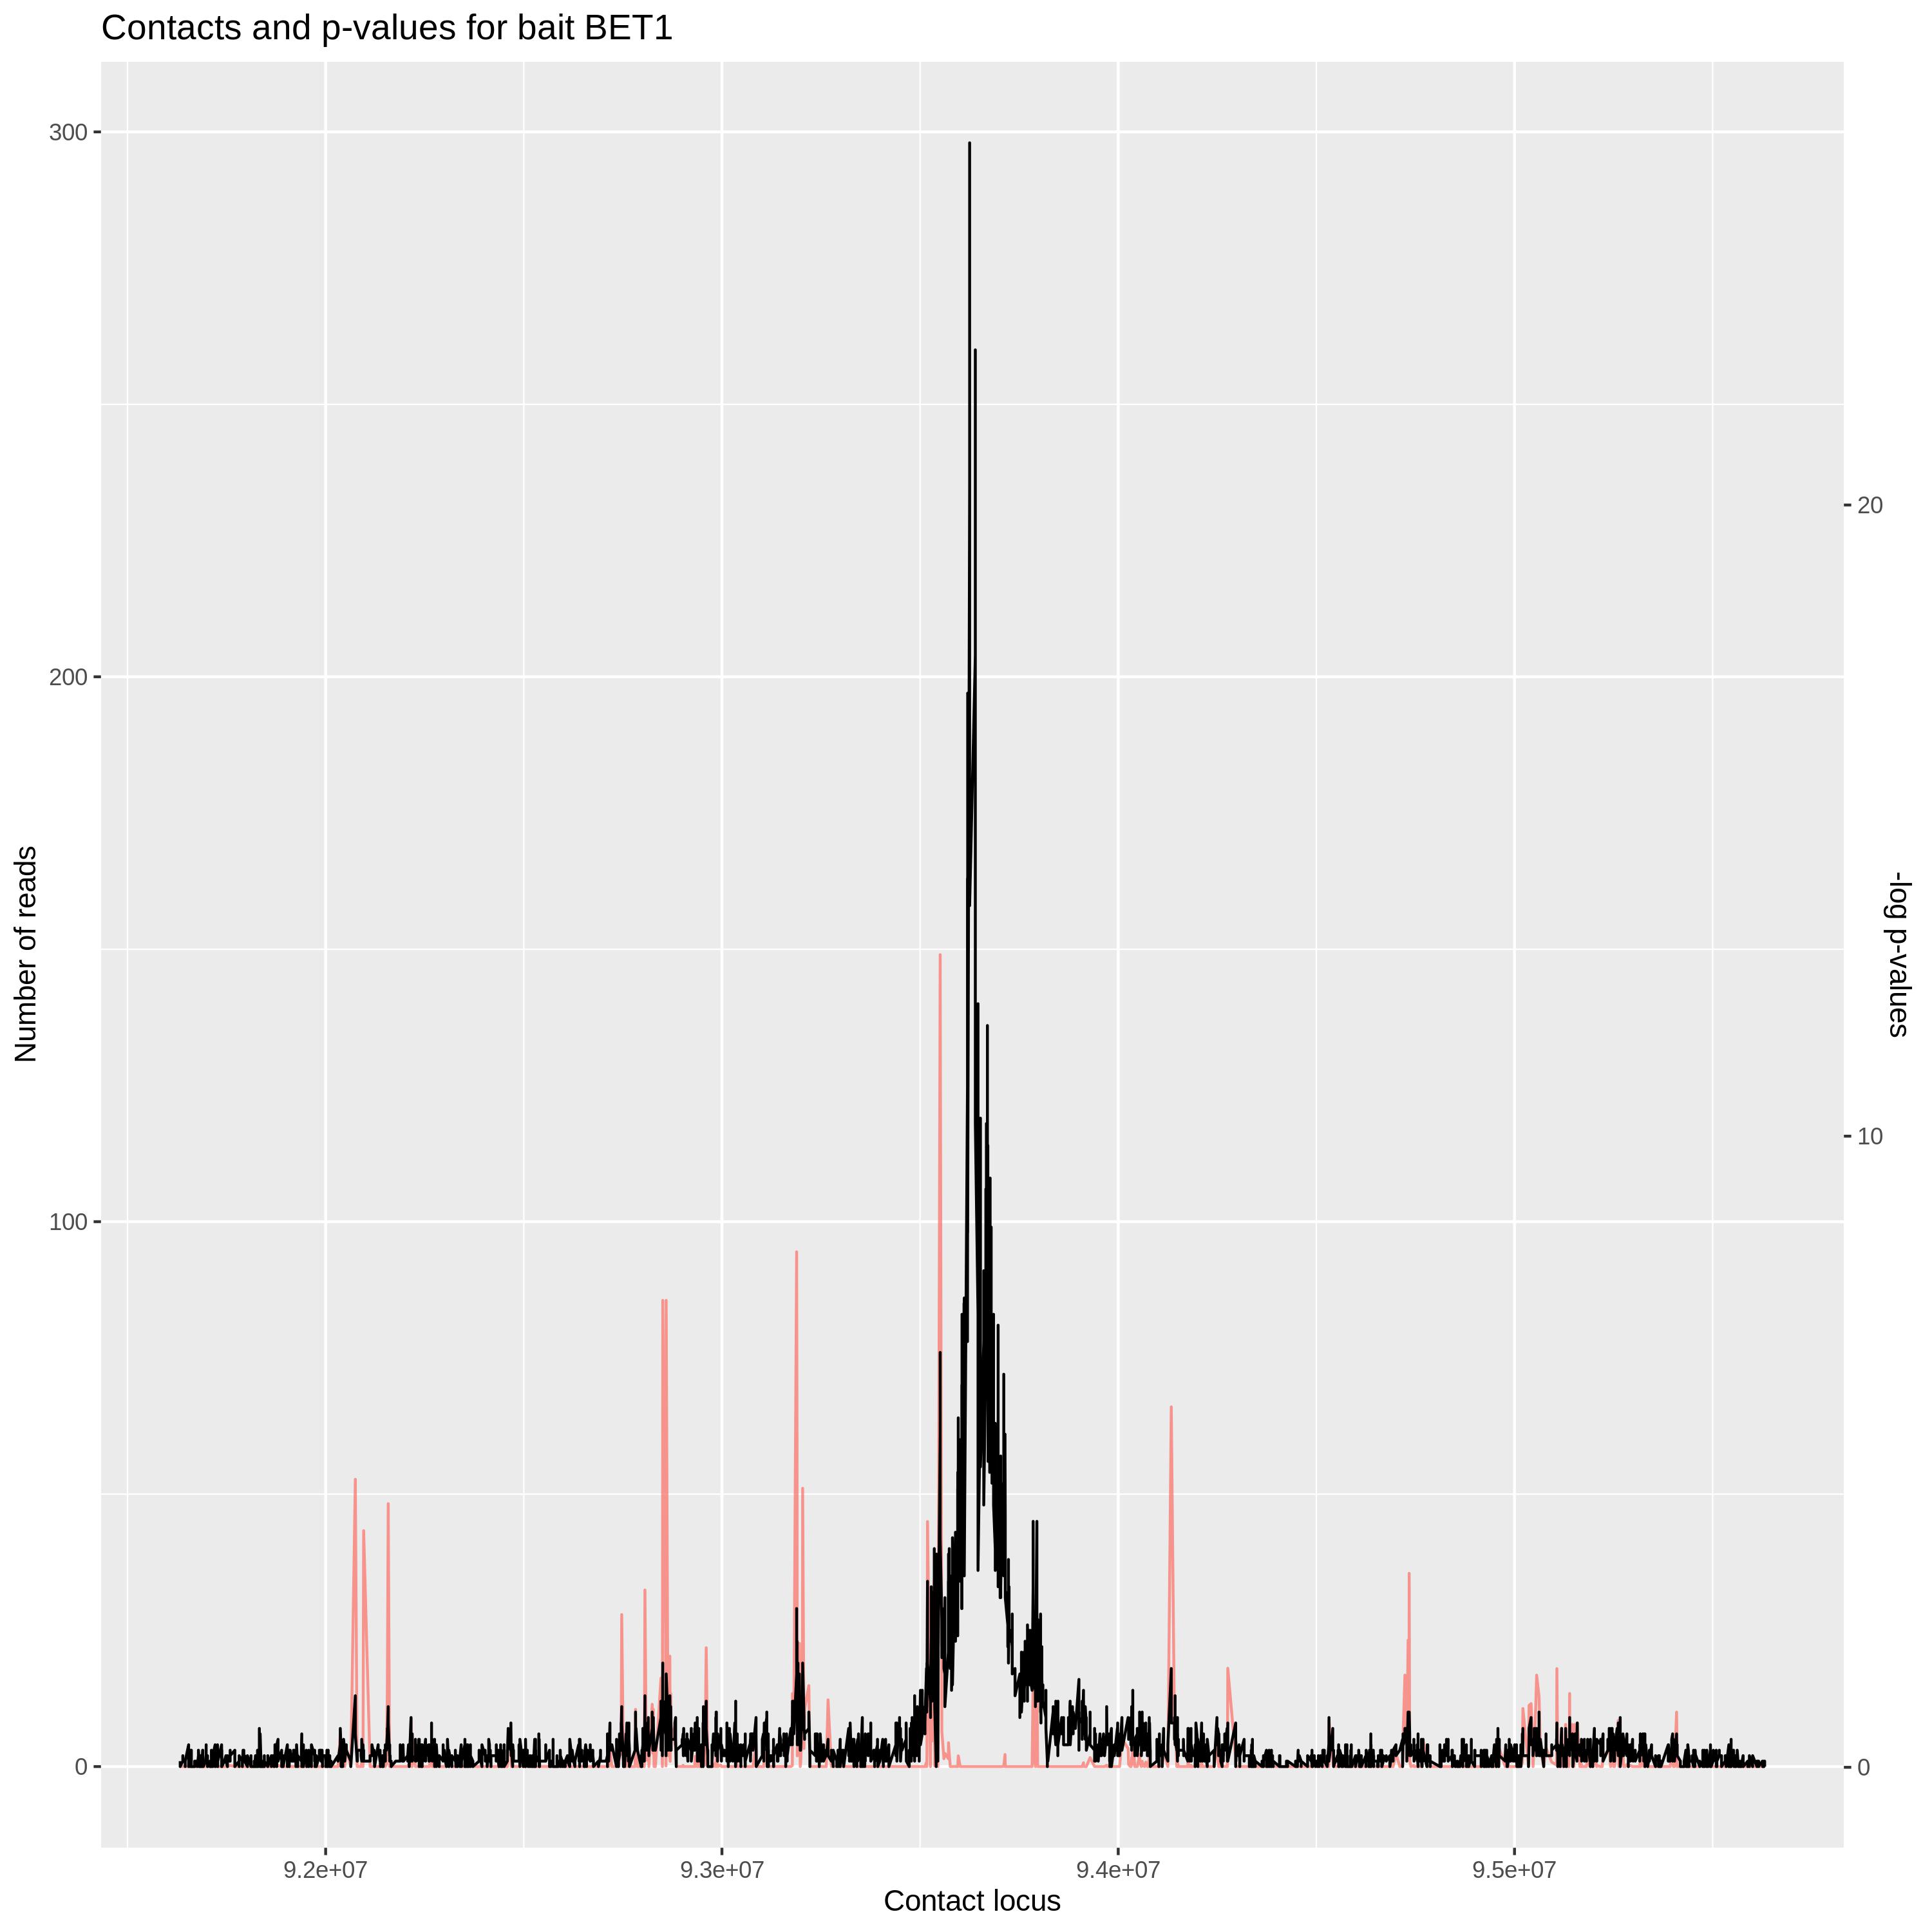 Contacts and p-values for bait BET1
300
200
100
0
Number of reads
20
10
0
-log p-values
9.2e+07
9.3e+07
9.4e+07
9.5e+07
Contact locus